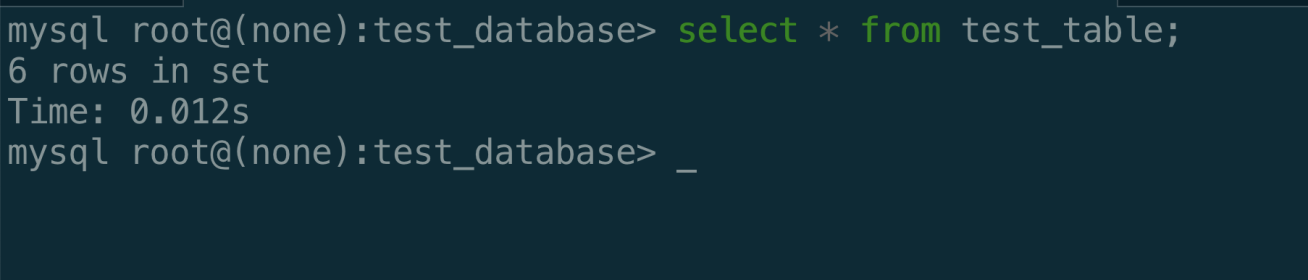 mysql root@(none):test_database> select * from test_table;
6 rows in set
Time: 0.012s
mysql root@(none):test_database> _